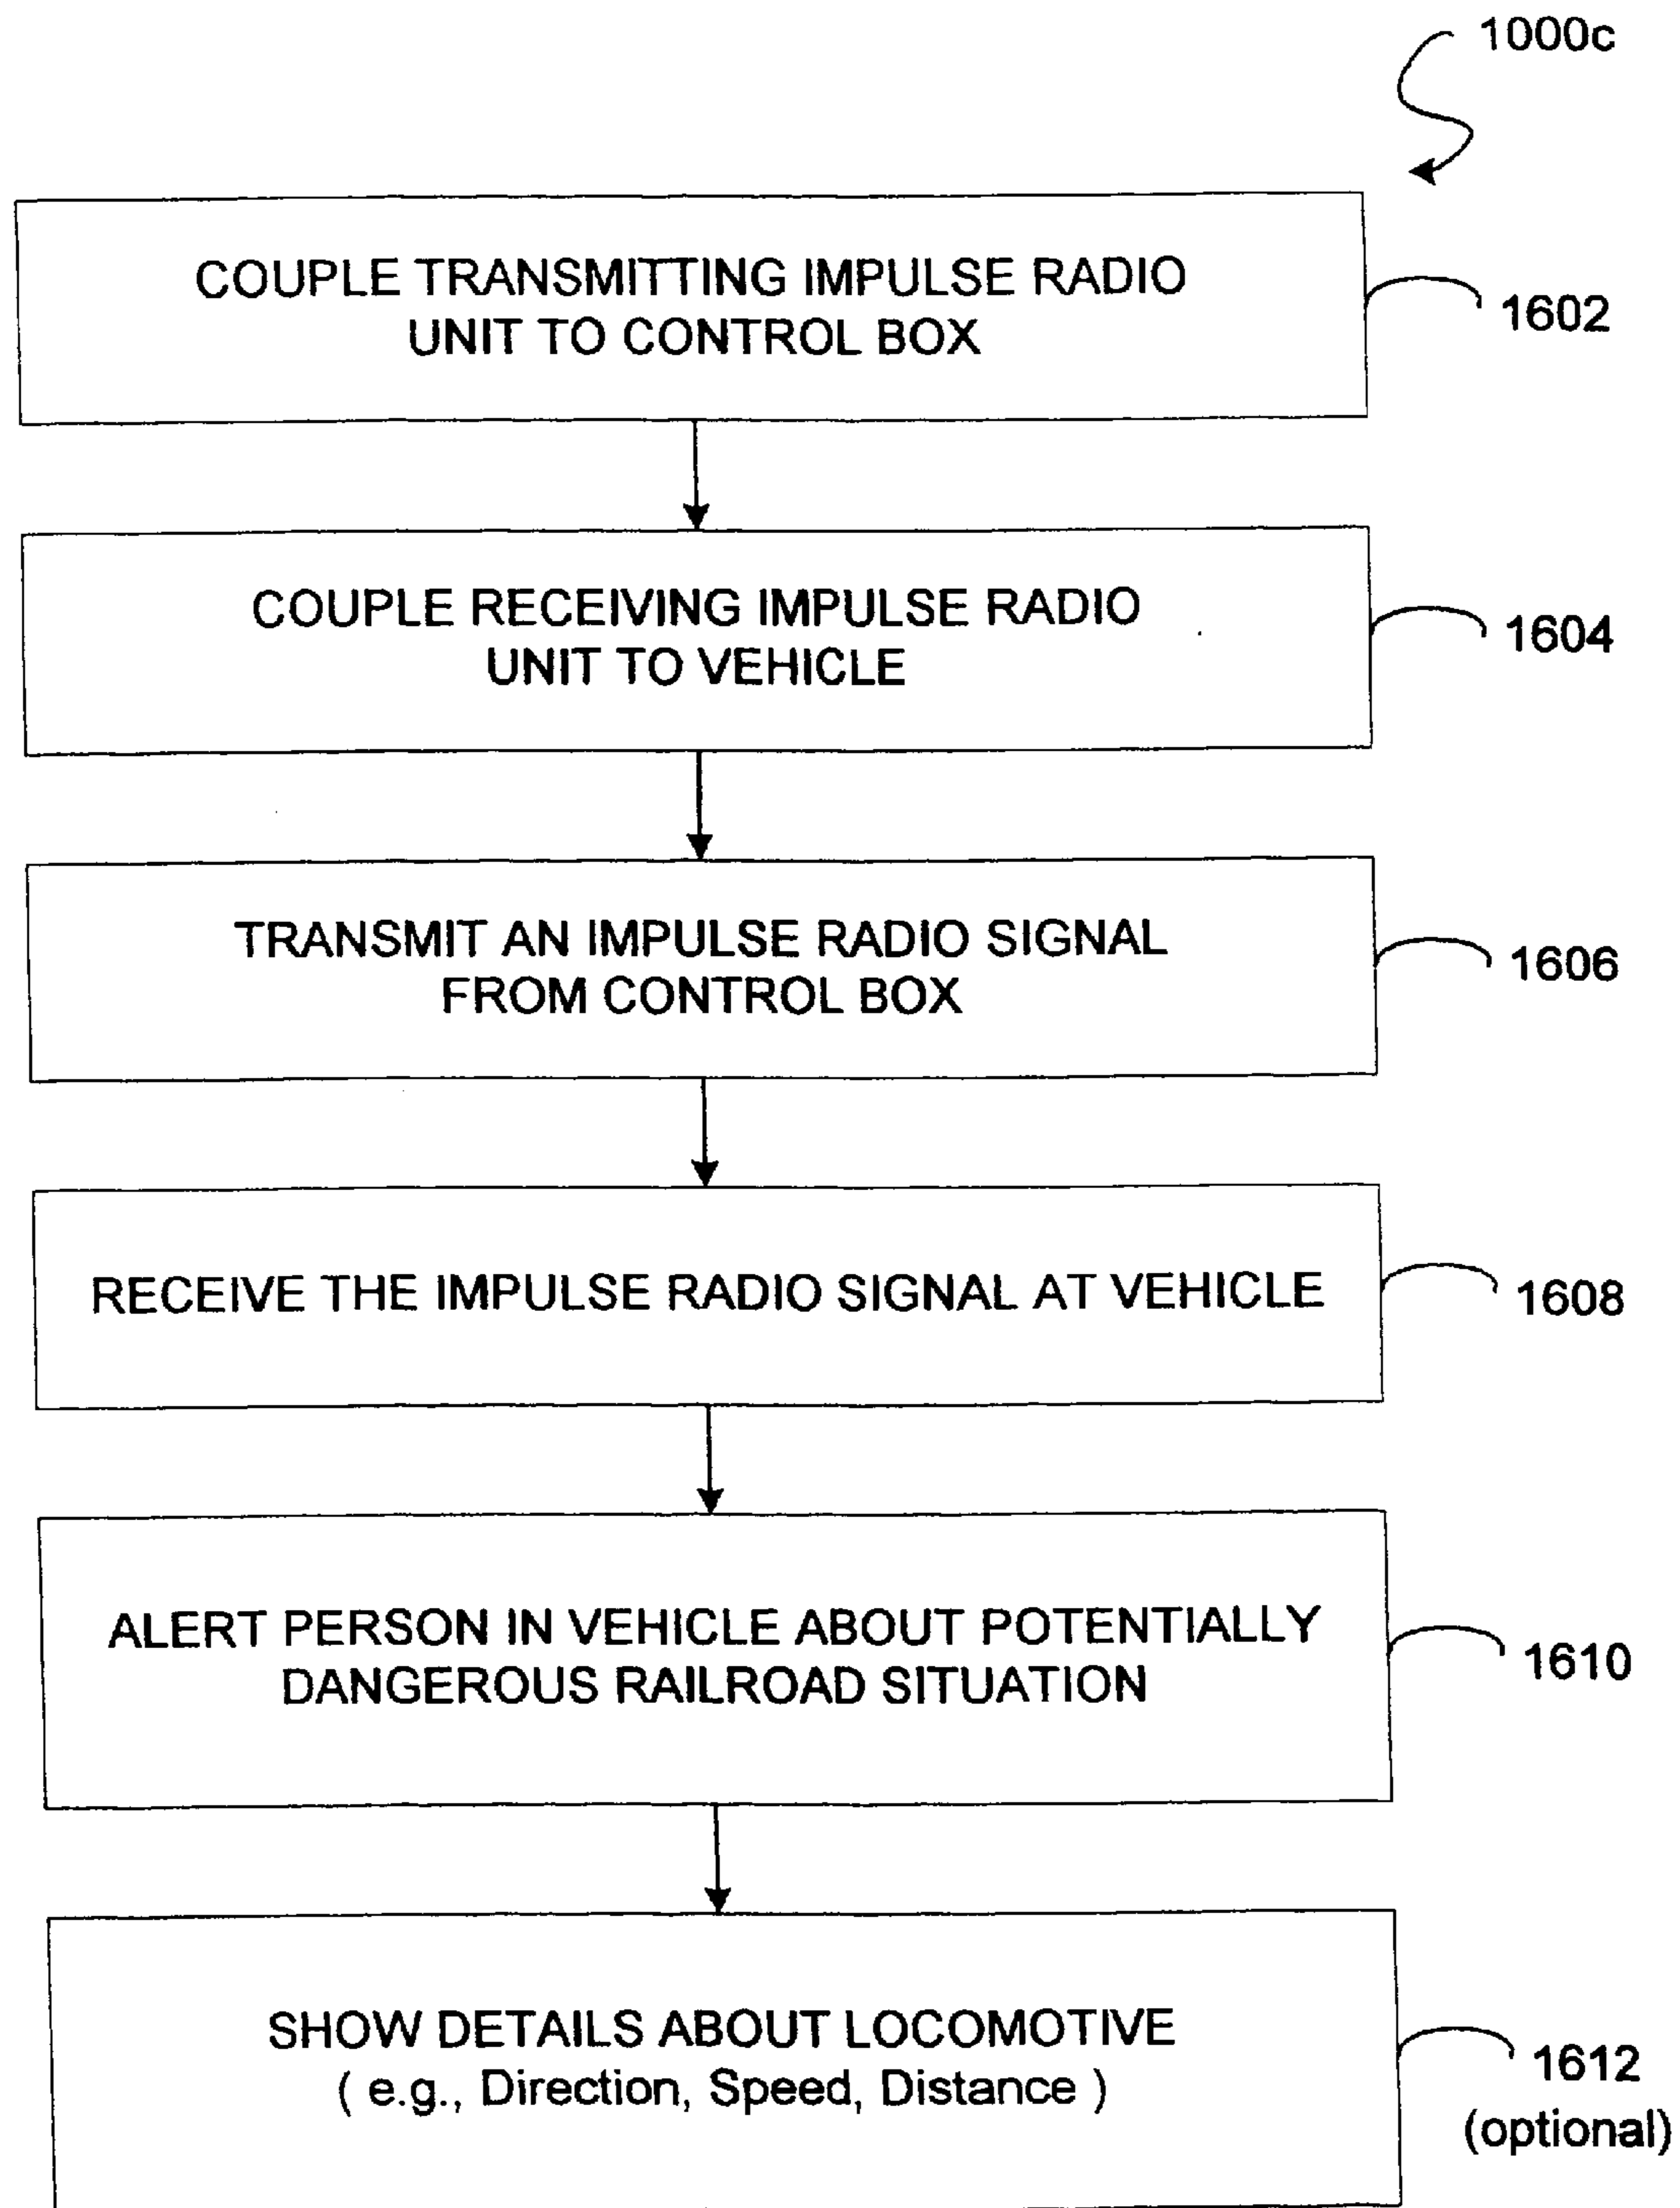 1000c
COUPLE TRANSMITTING IMPULSE RADIO
UNIT TO CONTROL BOX
1602
COUPLE RECEIVING IMPULSE RADIO
UNIT TO VEHICLE
1604
TRANSMIT AN IMPULSE RADIO SIGNAL
FROM CONTROL BOX
1606
RECEIVE THE IMPULSE RADIO SIGNAL AT VEHICLE
1608
ALERT PERSON IN VEHICLE ABOUT POTENTIALLY
DANGEROUS RAILROAD SITUATION
1610
SHOW DETAILS ABOUT LOCOMOTIVE
( e.g., Direction, Speed, Distance )
1612
(optional)